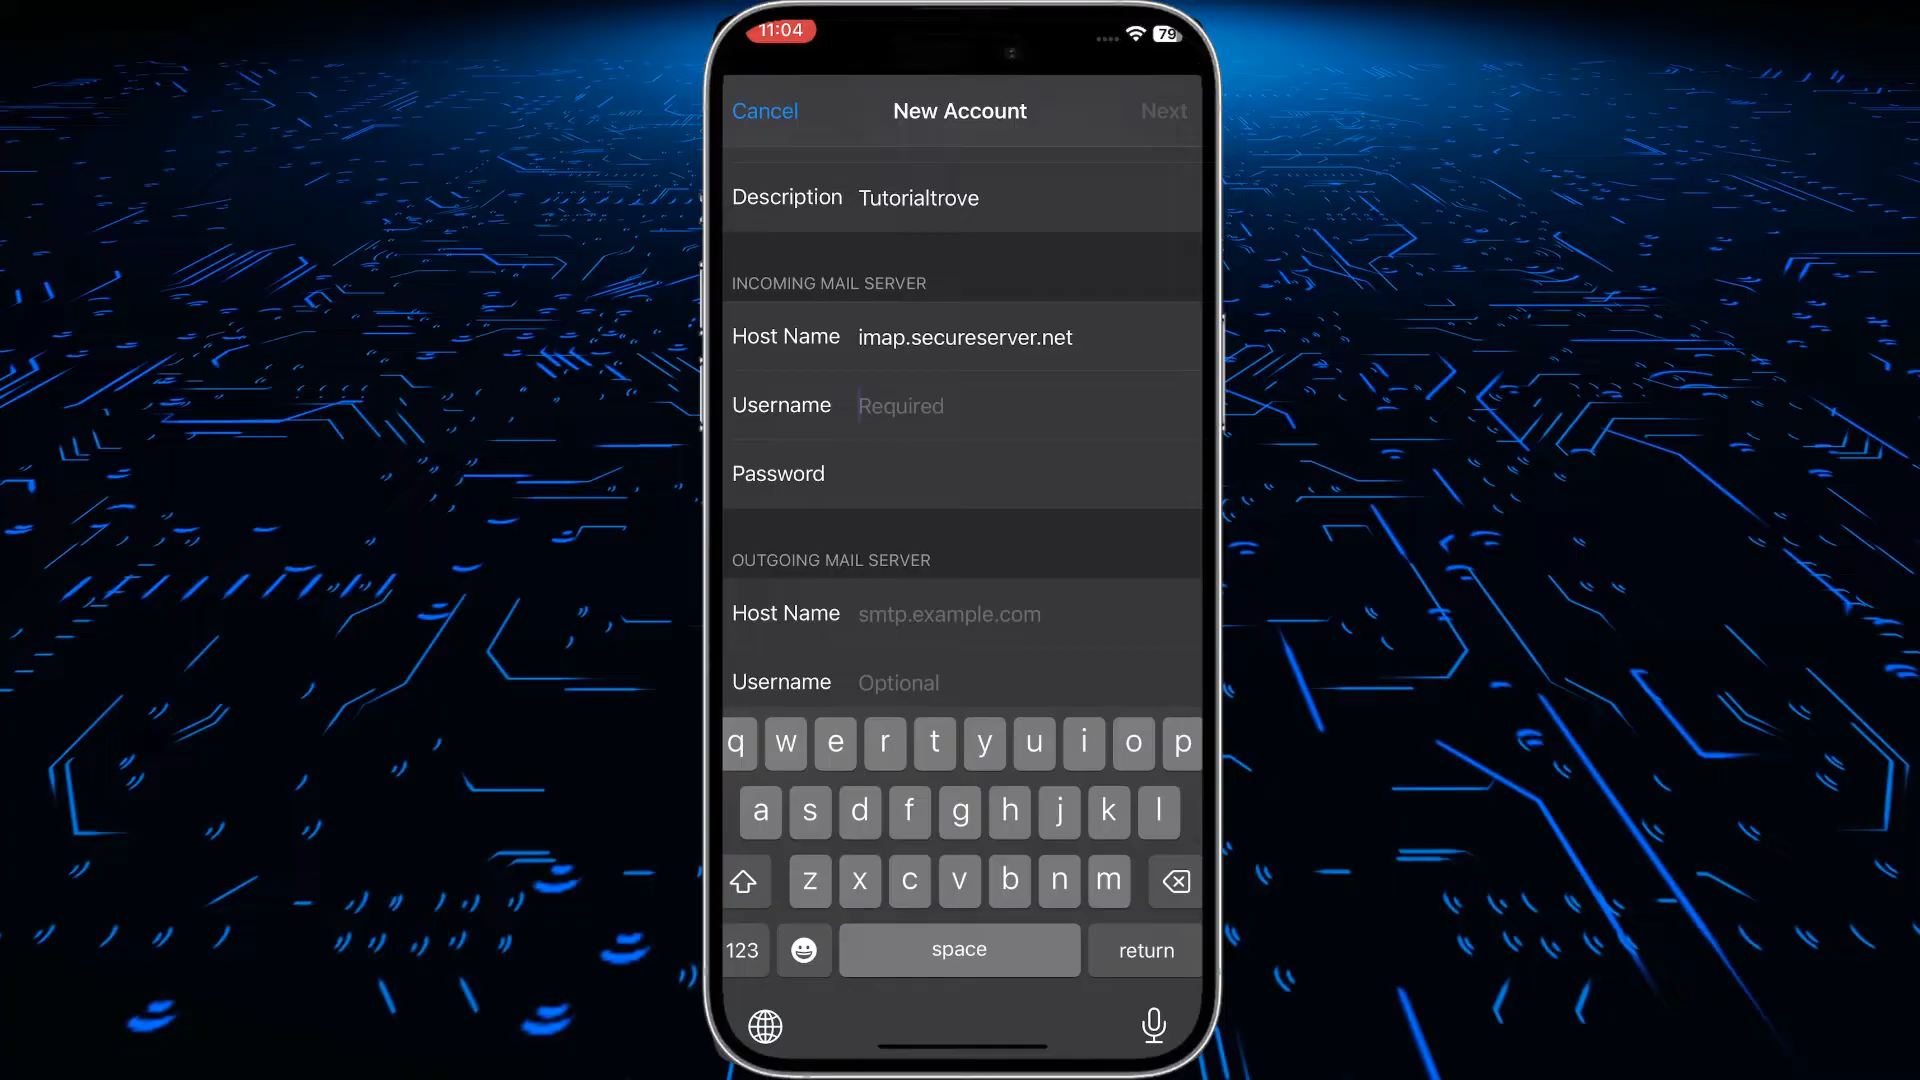 11:04
79
Cancel New Account Next
Description Tutorialtrove
INCOMING MAIL SERVER
Host Name imap.secureserver.net
Username Required
Password
OUTGOING MAIL SERVER
Host Name smtp.example.com
Username Optional
q w e r t y u i o p
a s d f g h j k l
z x c v b n m
123 space return